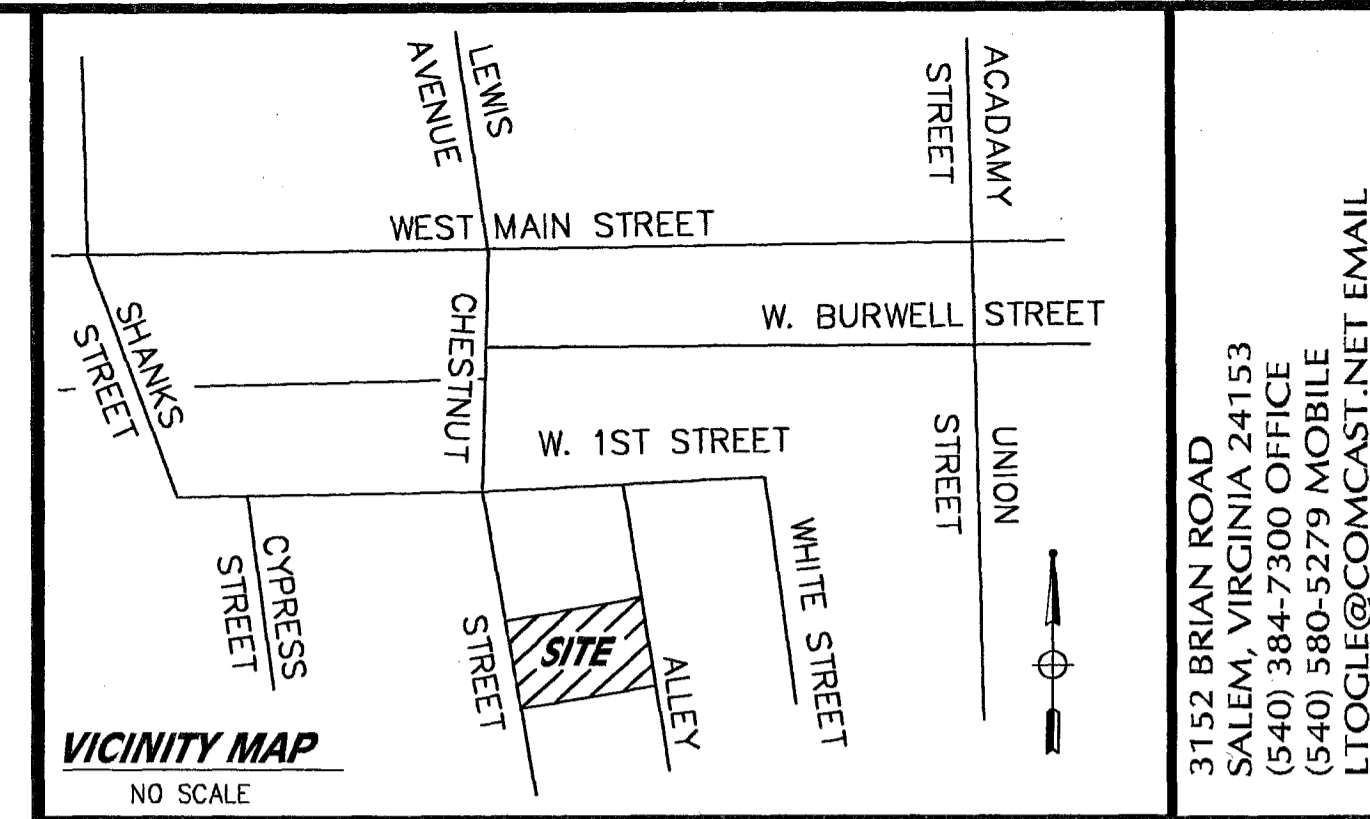 LEWIS
AVENUE
ACADAMY
STREET
WEST MAIN STREET
SHANKS
STREET
CHESTNUT
W. BURWELL STREET
W. 1ST STREET
UNION
STREET
CYPRESS
STREET
STREET
SITE
ALLEY
WHITE STREET
VICINITY MAP
NO SCALE
3152 BRIAN ROAD
SALEM, VIRGINIA 24153
(540) 384-7300 OFFICE
(540) 580-5279 MOBILE
LTOGLE@COMCAST.NET EMAIL